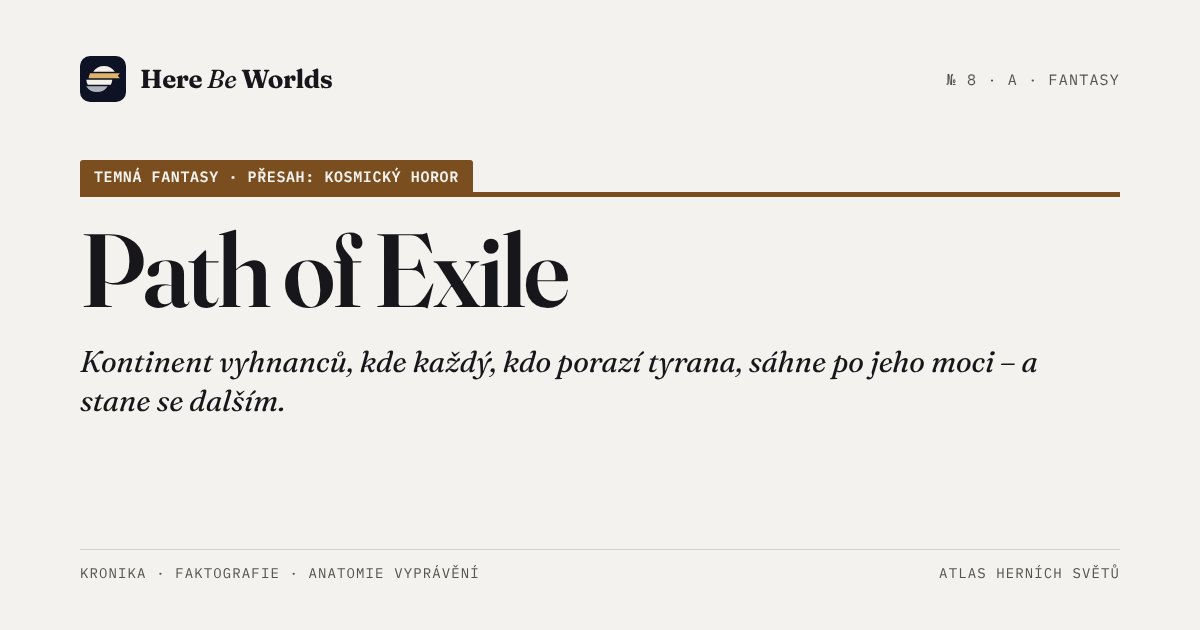 Here Be Worlds
№ 8 · A · FANTASY
TEMNÁ FANTASY · PŘESAH: KOSMICKÝ HOROR
Path of Exile
Kontinent vyhnanců, kde každý, kdo porazí tyrana, sáhne po jeho moci – a
stane se dalším.
KRONIKA · FAKTOGRAFIE · ANATOMIE VYPRÁVĚNÍ
ATLAS HERNÍCH SVĚTŮ